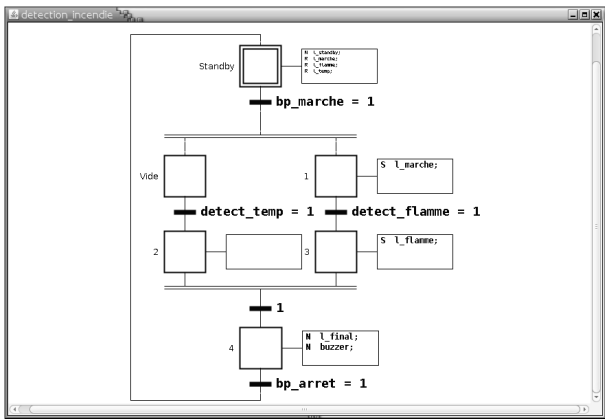 detection_incendie
Standby
N l_standby;
R l_marche;
R l_flamme;
R l_temp;
bp_marche = 1
Vide
1
S l_marche;
detect_temp = 1
detect_flamme = 1
2
3
S l_flamme;
1
4
N l_final;
N buzzer;
bp_arret = 1